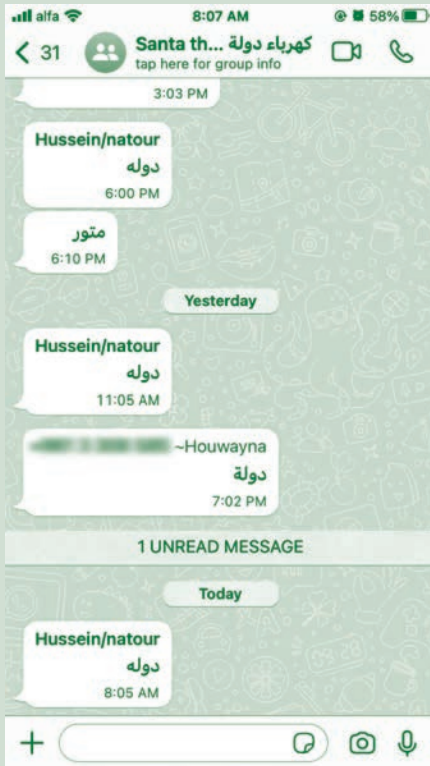 alfa 8:07 AM 58%
31 Santa th... كهرباء دولة
tap here for group info
3:03 PM
Hussein/natour
دوله
6:00 PM
متور
6:10 PM
Yesterday
Hussein/natour
دوله
11:05 AM
~Houwayna
دولة
7:02 PM
1 UNREAD MESSAGE
Today
Hussein/natour
دوله
8:05 AM